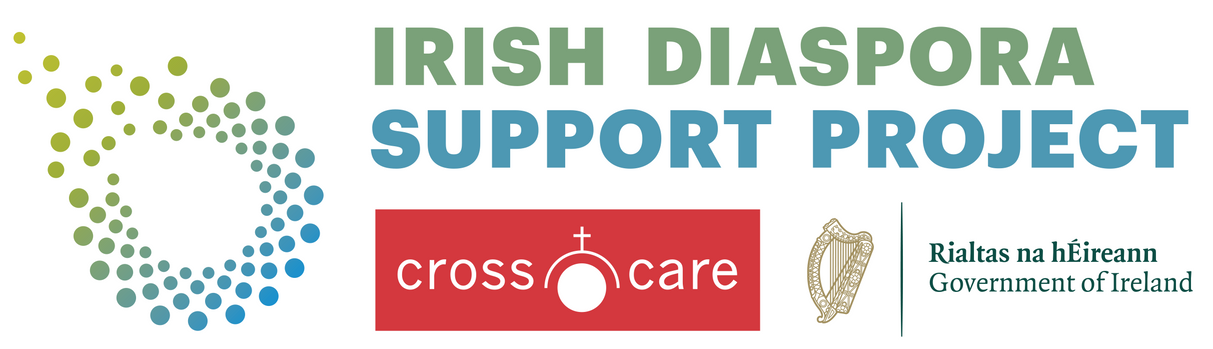 IRISH DIASPORA
SUPPORT PROJECT
cross care
Rialtas na hÉireann
Government of Ireland